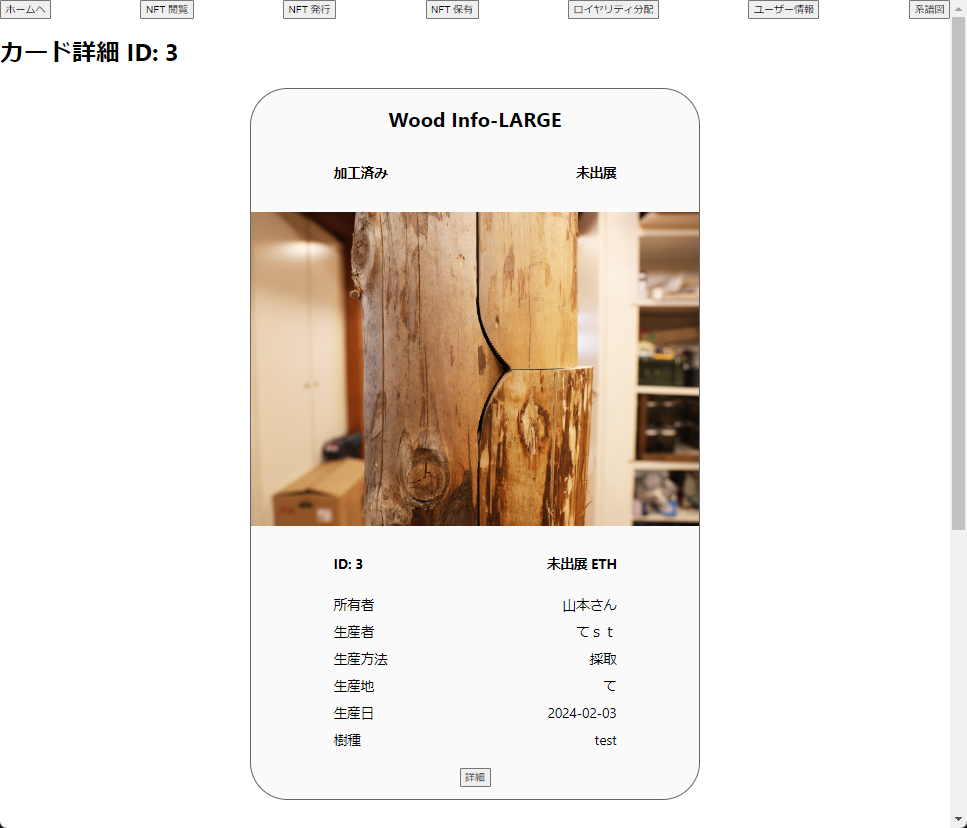 ホームへ NFT 閲覧 NFT 発行 NFT 保有 ロイヤリティ分配 ユーザー情報 系譜図
カード詳細 ID: 3
Wood Info-LARGE
加工済み 未出展
ID: 3 未出展 ETH
所有者 山本さん
生産者 てｓｔ
生産方法 採取
生産地 て
生産日 2024-02-03
樹種 test
詳細